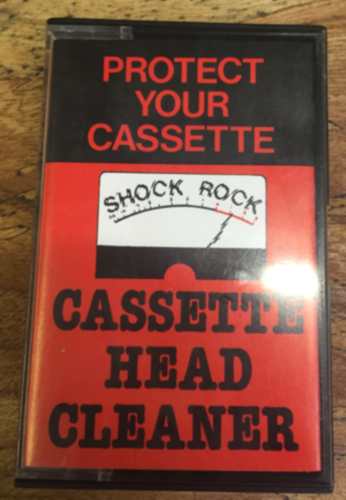 PROTECT
YOUR
CASSETTE
SHOCK ROCK
CASSETTE
HEAD
CLEANER